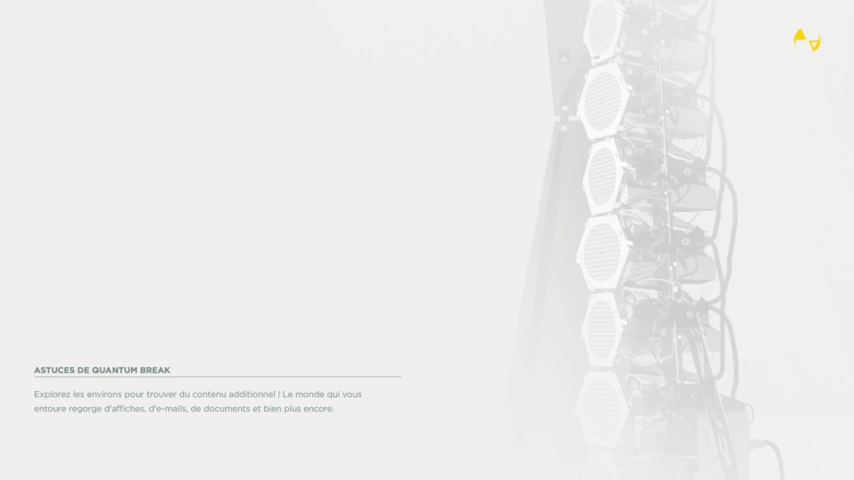 ASTUCES DE QUANTUM BREAK
Explorez les environs pour trouver du contenu additionnel ! Le monde qui vous
entoure regorge d'affiches, d'e-mails, de documents et bien plus encore.